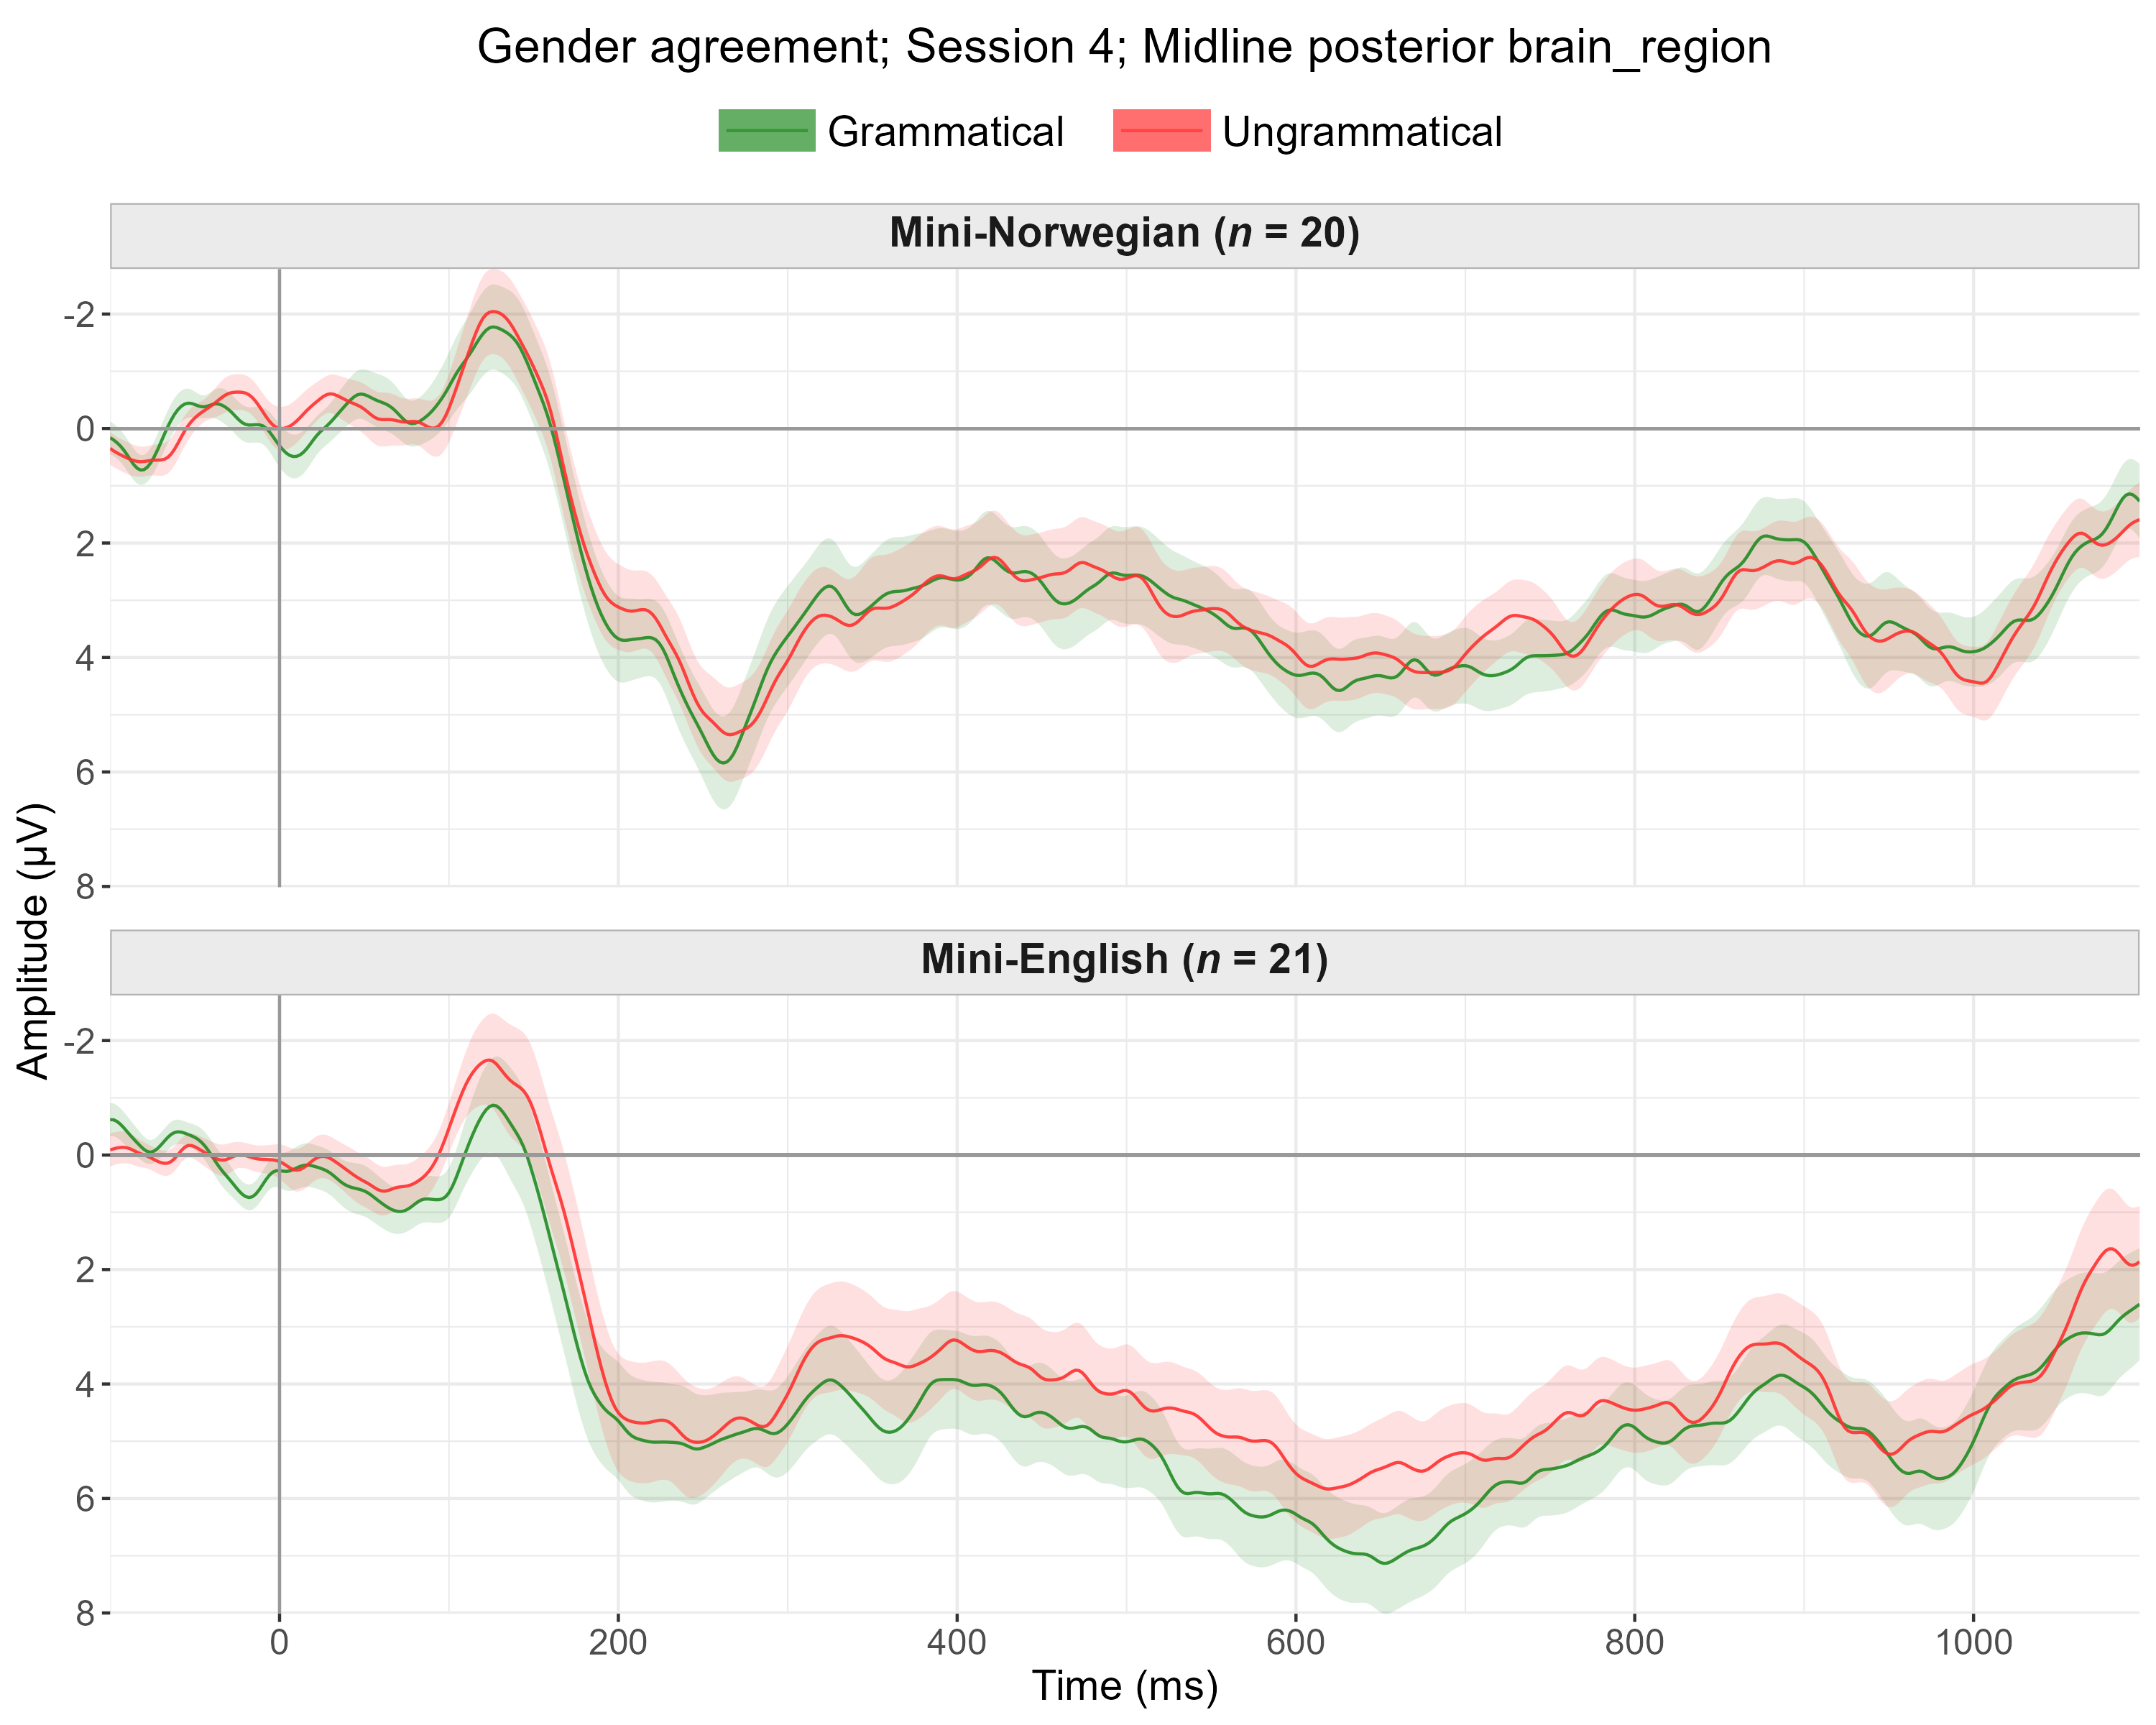 Gender agreement; Session 4; Midline posterior brain_region
Grammatical Ungrammatical
Mini-Norwegian (n = 20)
-2
0
2
4
6
8
Amplitude (µV)
Mini-English (n = 21)
-2
0
2
4
6
8
0 200 400 600 800 1000
Time (ms)